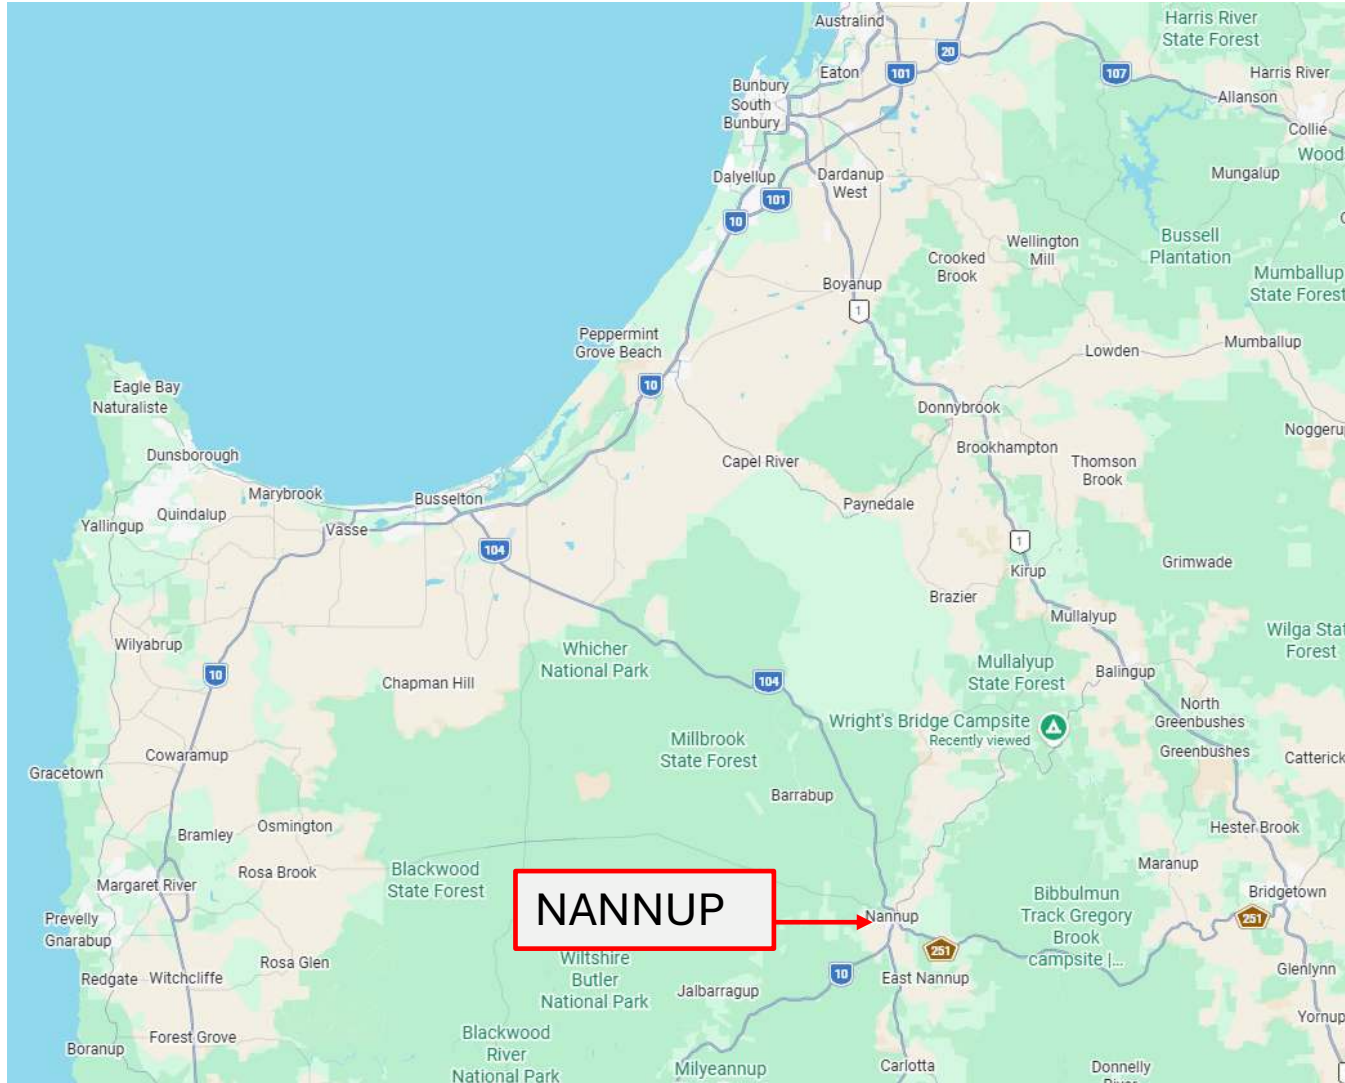 Australind
Harris River
State Forest
20
Eaton
101
107
Harris River
Bunbury
Allanson
South
Bunbury
Collie
Dalyellup
Dardanup
West
Mungalup
101
10
Wellington
Mill
Bussell
Plantation
Crooked
Brook
Boyanup
Mumballup
State Forest
1
Peppermint
Grove Beach
Lowden
Mumballup
10
Eagle Bay
Naturaliste
Donnybrook
Brookhampton
Dunsborough
Capel River
Thomson
Brook
Marybrook
Busselton
Paynedale
Quindalup
Yallingup
Vasse
104
1
Kirup
Grimwade
Brazier
Mullalyup
Wilyabrup
Whicher
National Park
Forest
Mullalyup
State Forest
Balingup
10
Chapman Hill
104
North
Greenbushes
Wright's Bridge Campsite
Recently viewed
Millbrook
State Forest
Greenbushes
Cowaramup
Catterick
Gracetown
Barrabup
Osmington
Bramley
Hester Brook
Rosa Brook
Blackwood
State Forest
Maranup
Margaret River
NANNUP
Bibbulmun
Track Gregory
Brook
campsite |...
Bridgetown
Prevelly
Gnarabup
Nannup
251
251
Rosa Glen
Wiltshire
Butler
National Park
Redgate
Witchcliffe
10
East Nannup
Glenlynn
Jalbarragup
Yornup
Forest Grove
Boranup
Blackwood
River
National Park
Milyeannup
Carlotta
Donnelly